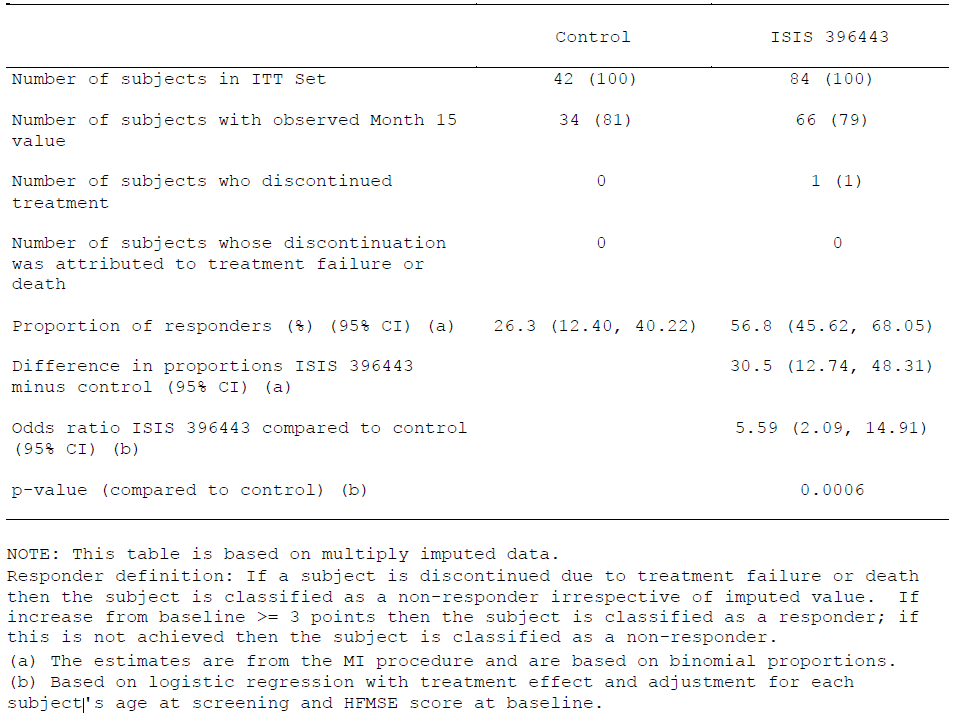 Control ISIS 396443
Number of subjects in ITT Set 42 (100) 84 (100)
Number of subjects with observed Month 15 34 (81) 66 (79)
value
Number of subjects who discontinued 0 1 (1)
treatment
Number of subjects whose discontinuation 0 0
was attributed to treatment failure or
death
Proportion of responders (%) (95% CI) (a) 26.3 (12.40, 40.22) 56.8 (45.62, 68.05)
Difference in proportions ISIS 396443 30.5 (12.74, 48.31)
minus control (95% CI) (a)
Odds ratio ISIS 396443 compared to control 5.59 (2.09, 14.91)
(95% CI) (b)
p-value (compared to control) (b) 0.0006
NOTE: This table is based on multiply imputed data.
Responder definition: If a subject is discontinued due to treatment failure or death
then the subject is classified as a non-responder irrespective of imputed value. If
increase from baseline >= 3 points then the subject is classified as a responder; if
this is not achieved then the subject is classified as a non-responder.
(a) The estimates are from the MI procedure and are based on binomial proportions.
(b) Based on logistic regression with treatment effect and adjustment for each
subject's age at screening and HFMSE score at baseline.